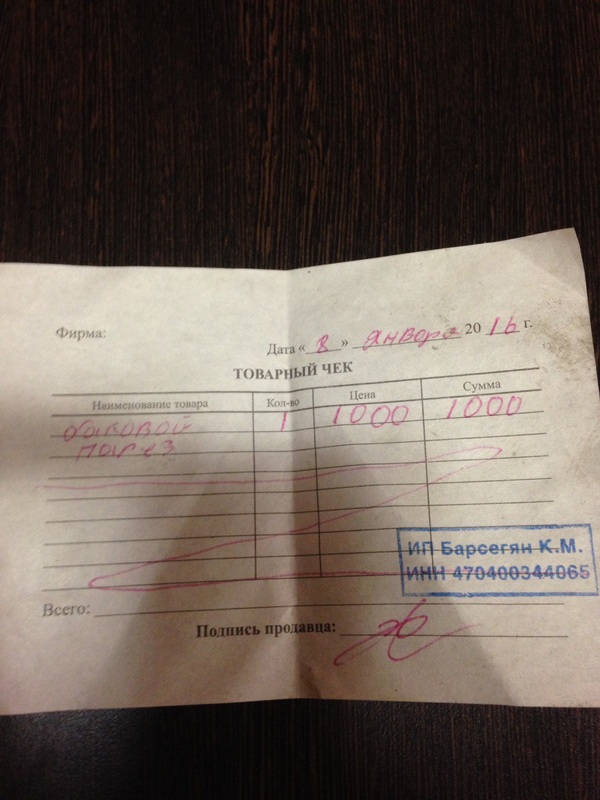 Фирма:
Дата « 8 » января 20 16 г.
ТОВАРНЫЙ ЧЕК
Наименование товара Кол-во Цена Сумма
боковой 1 1000 1000
порез
Всего:
Подпись продавца:
ИП Барсегян К.М.
ИНН 470400344065